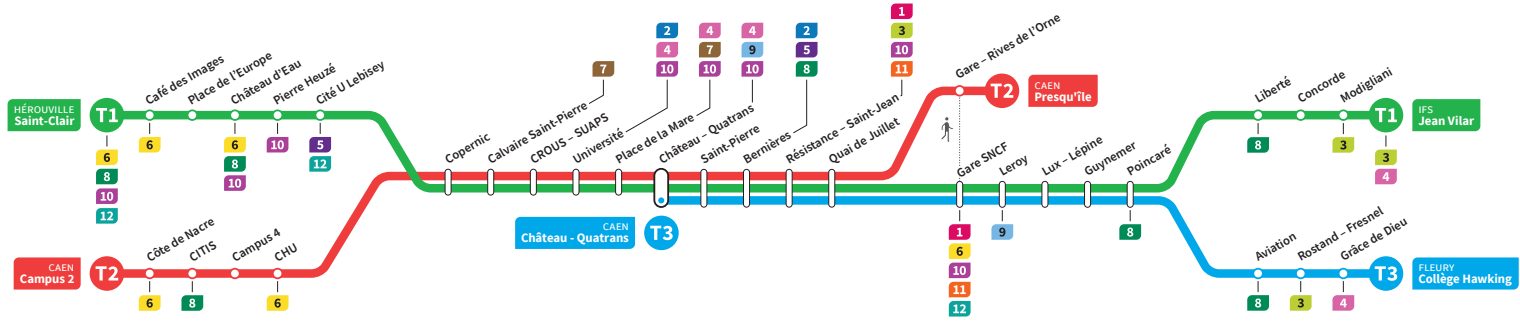 HÉROUVILLE
Saint-Clair
T1
6
8
10
12
Café des Images
6
Place de l'Europe
Château d'Eau
6
8
10
Pierre Heuzé
10
Cité U Lebisey
5
12
CAEN
Campus 2
T2
Côte de Nacre
6
CITIS
8
Campus 4
CHU
6
Copernic
Calvaire Saint-Pierre
7
CROUS – SUAPS
Université
2
4
10
Place de la Mare
4
7
10
Château – Quatrans
4
9
10
CAEN
Château - Quatrans
T3
Saint-Pierre
Bernières
2
5
8
Résistance – Saint-Jean
1
3
10
11
Quai de Juillet
Gare – Rives de l'Orne
T2
CAEN
Presqu'île
Gare SNCF
1
6
10
11
12
Leroy
9
Lux – Lépine
Guynemer
Poincaré
8
Liberté
8
Concorde
Modigliani
3
T1
3
4
IFS
Jean Vilar
Aviation
8
Rostand – Fresnel
3
Grâce de Dieu
4
T3
FLEURY
Collège Hawking